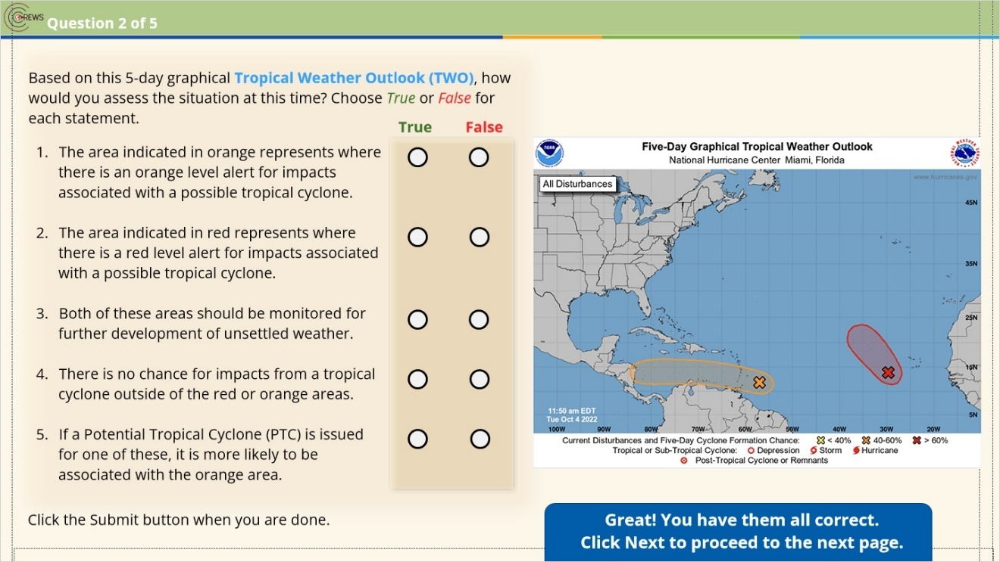 CREWS
Question 2 of 5
Based on this 5-day graphical Tropical Weather Outlook (TWO), how
would you assess the situation at this time? Choose True or False for
each statement.
True False
1. The area indicated in orange represents where
there is an orange level alert for impacts
associated with a possible tropical cyclone.
2. The area indicated in red represents where
there is a red level alert for impacts associated
with a possible tropical cyclone.
3. Both of these areas should be monitored for
further development of unsettled weather.
4. There is no chance for impacts from a tropical
cyclone outside of the red or orange areas.
5. If a Potential Tropical Cyclone (PTC) is issued
for one of these, it is more likely to be
associated with the orange area.
Click the Submit button when you are done.
NOAA
Five-Day Graphical Tropical Weather Outlook
National Hurricane Center Miami, Florida
All Disturbances
www.hurricanes.gov
45N
35N
25N
15N
5N
11:50 am EDT
Tue Oct 4 2022
100W 90W 80W 70W 60W 50W 40W 30W 20W
Current Disturbances and Five-Day Cyclone Formation Chance: < 40% 40-60% > 60%
Tropical or Sub-Tropical Cyclone: Depression Storm Hurricane
Post-Tropical Cyclone or Remnants
Great! You have them all correct.
Click Next to proceed to the next page.